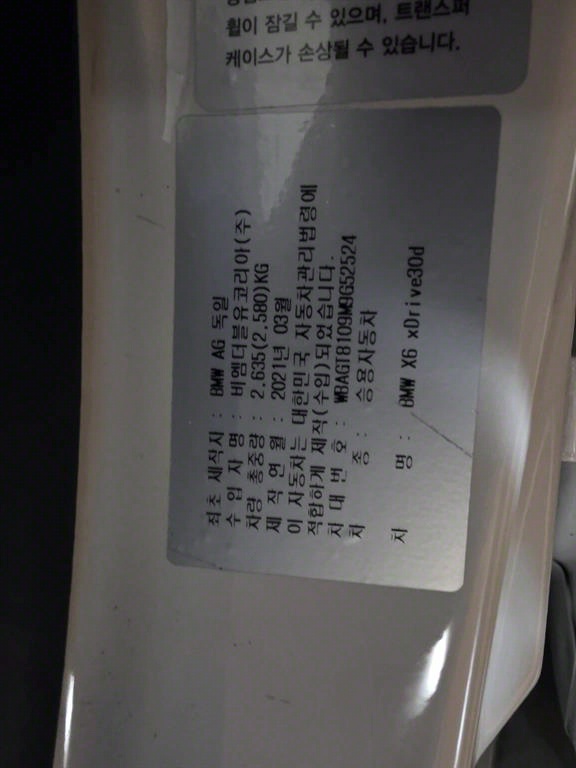 휠이 잠길 수 있으며, 트랜스퍼
케이스가 손상될 수 있습니다.
최초 제작자 : BMW AG 독일
수 입 자 명 : 비엠더블유코리아(주)
차량 총중량 : 2.635(2.580)KG
제 작 연 월 : 2021년 03월
이 자동차는 대한민국 자동차관리법령에
적합하게 제작(수입)되었습니다.
차 대 번 호 : WBAGT8109M9G52524
차 종 : 승용자동차
차 명 : BMW X6 xDrive30d